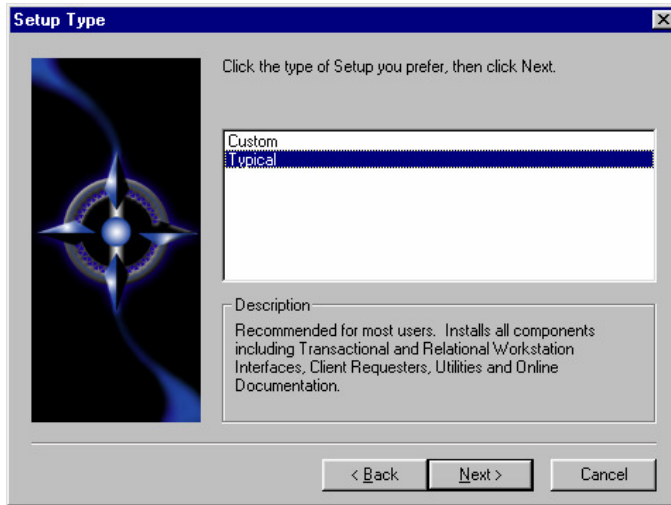 Setup Type
Click the type of Setup you prefer, then click Next.
Custom
Typical
Description
Recommended for most users. Installs all components
including Transactional and Relational Workstation
Interfaces, Client Requesters, Utilities and Online
Documentation.
< Back
Next >
Cancel